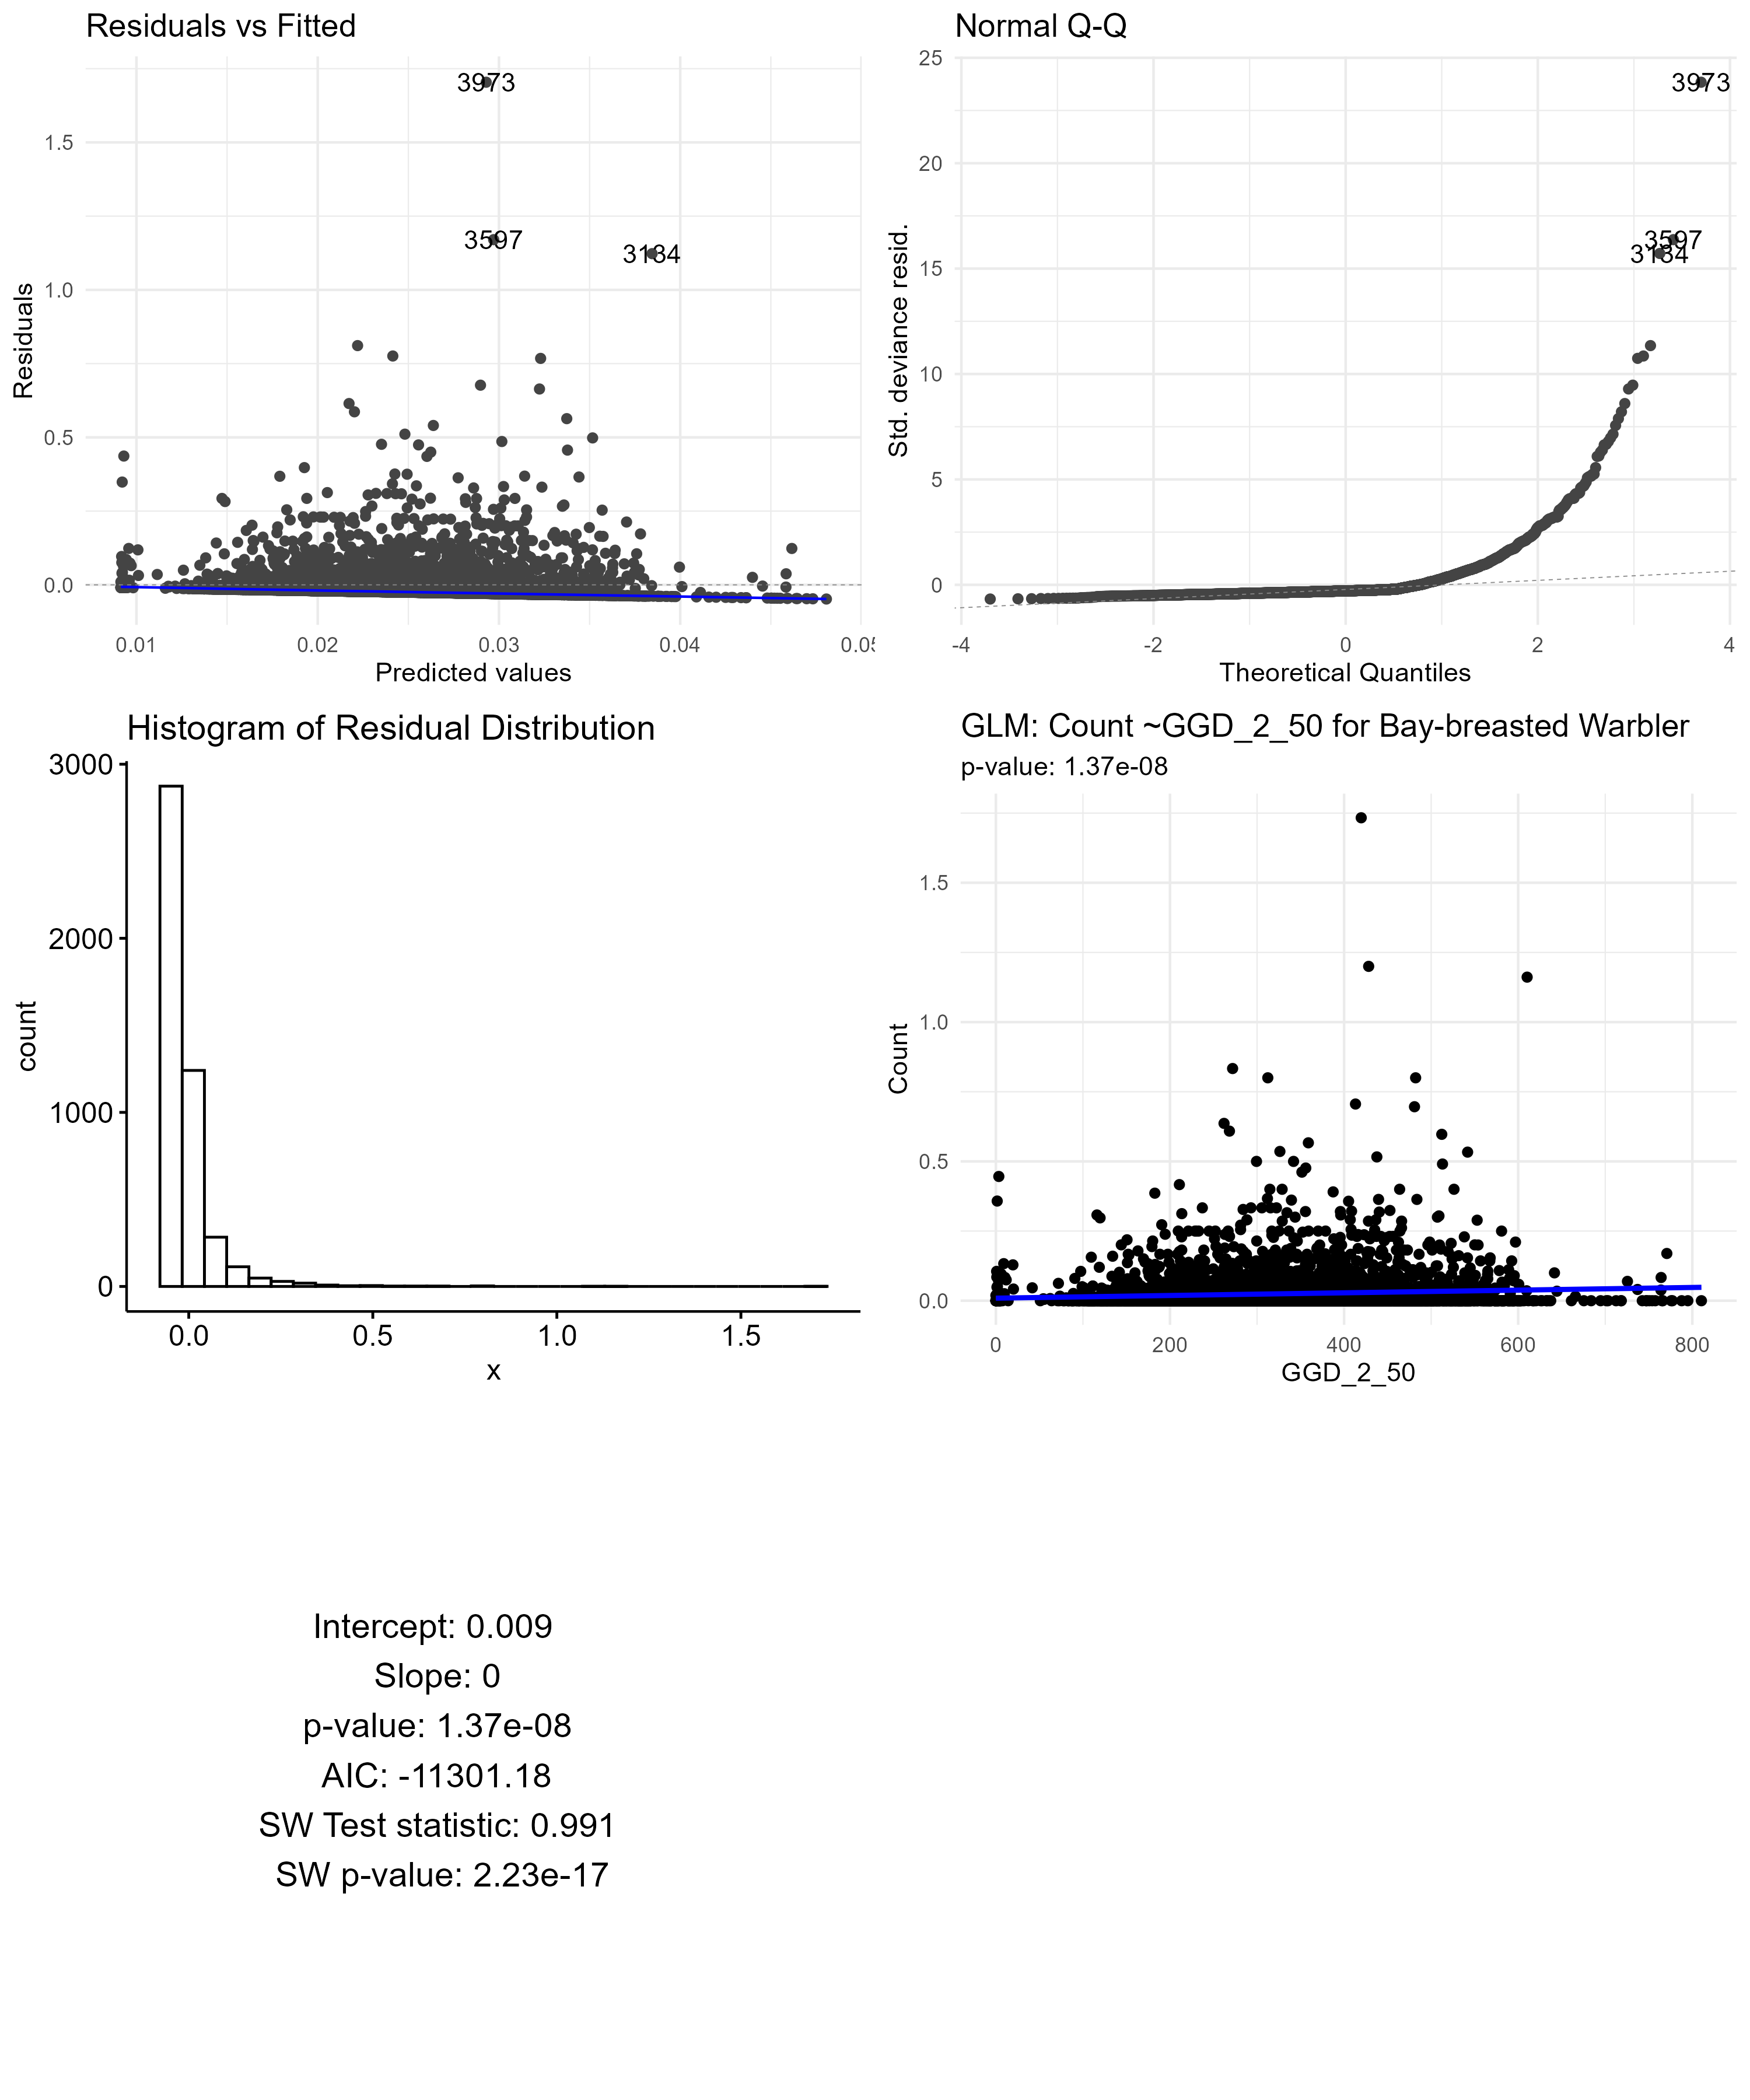 Residuals vs Fitted
3973
3597
3134
1.5
1.0
0.5
0.0
Residuals
0.01
0.02
0.03
0.04
Predicted values
Normal Q-Q
3973
3597
3134
25
20
15
10
5
0
Std. deviance resid.
-4
-2
0
2
4
Theoretical Quantiles
Histogram of Residual Distribution
3000
2000
1000
0
count
0.0
0.5
1.0
1.5
x
GLM: Count ~GGD_2_50 for Bay-breasted Warbler
p-value: 1.37e-08
1.5
1.0
0.5
0.0
Count
0
200
400
600
800
GGD_2_50
Intercept: 0.009
Slope: 0
p-value: 1.37e-08
AIC: -11301.18
SW Test statistic: 0.991
SW p-value: 2.23e-17